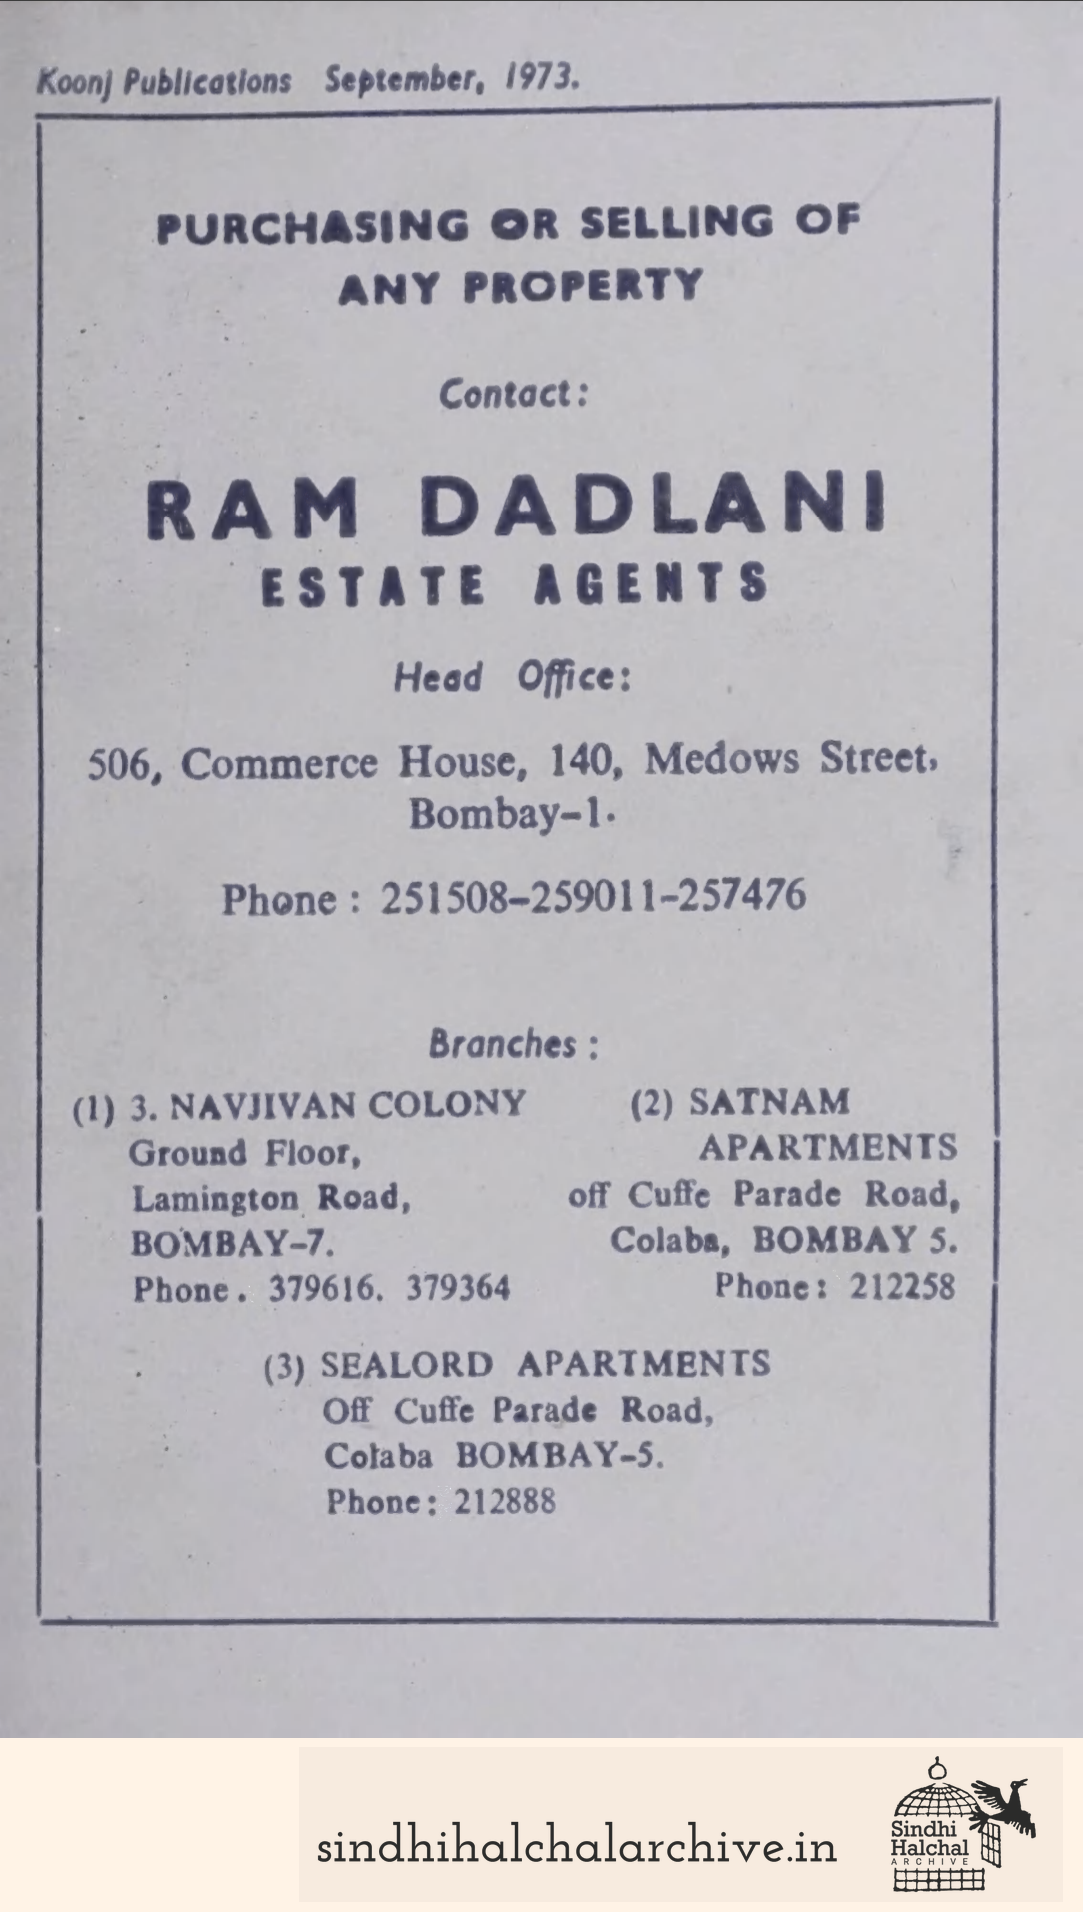 Koonj Publications September, 1973.
PURCHASING OR SELLING OF
ANY PROPERTY
Contact:
RAM DADLANI
ESTATE AGENTS
Head Office:
506, Commerce House, 140, Medows Street,
Bombay-1.
Phone : 251508-259011-257476
Branches :
(1) 3. NAVJIVAN COLONY
Ground Floor,
Lamington Road,
BOMBAY-7.
Phone. 379616. 379364
(2) SATNAM
APARTMENTS
off Cuffe Parade Road,
Colaba, BOMBAY 5.
Phone: 212258
(3) SEALORD APARTMENTS
Off Cuffe Parade Road,
Colaba BOMBAY-5.
Phone: 212888
sindhihalchalarchive.in
Sindhi
Halchal
ARCHIVE